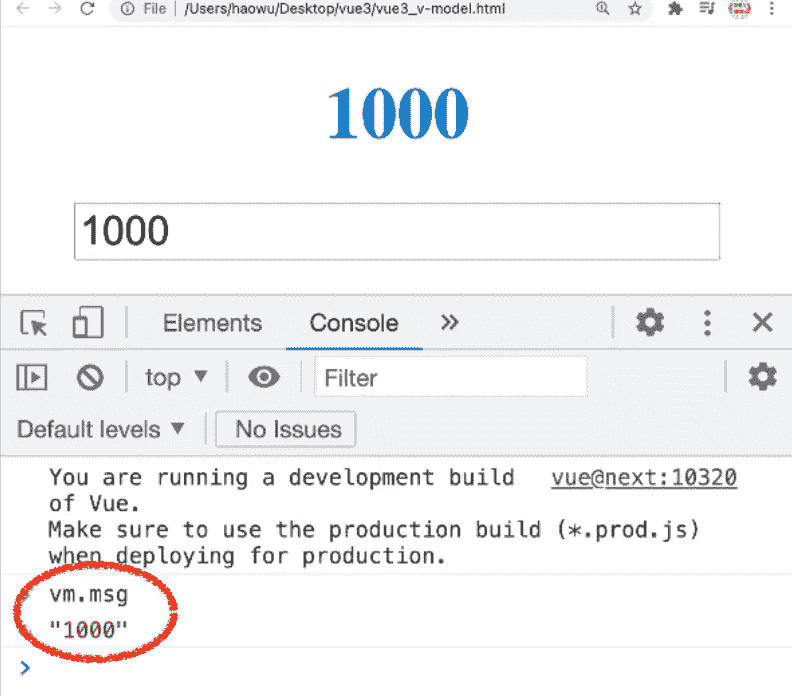 File /Users/haowu/Desktop/vue3/vue3_v-model.html
1000
1000
Elements Console
top ▼ Filter
Default levels ▼ No Issues
You are running a development build vue@next:10320
of Vue.
Make sure to use the production build (*.prod.js)
when deploying for production.
vm.msg
"1000"